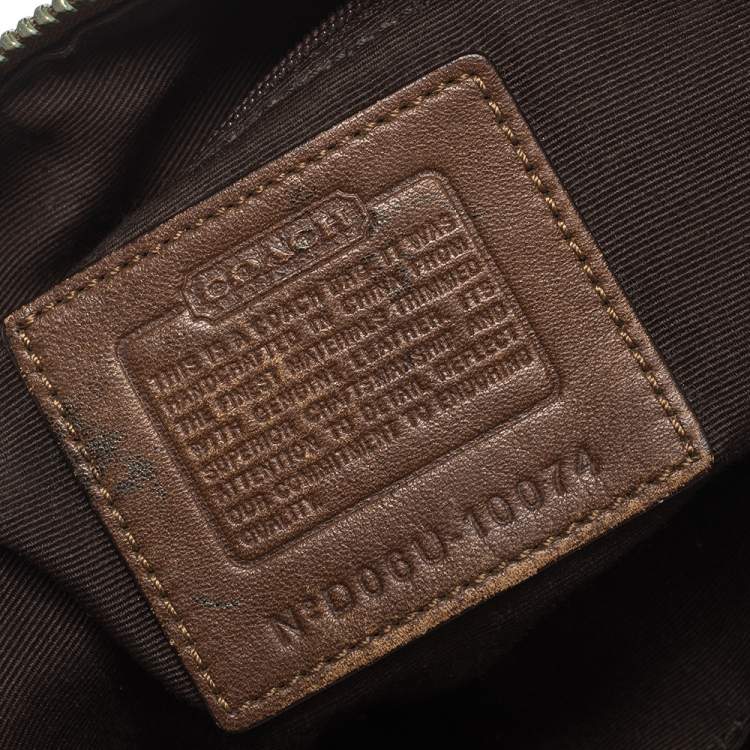 COACH
THIS IS A COACH BAG. IT WAS
HANDCRAFTED IN CHINA FROM
THE FINEST MATERIALS TRIMMED
WITH GENUINE LEATHER. ITS
SUPERIOR CRAFTSMANSHIP AND
ATTENTION TO DETAIL REFLECT
OUR COMMITMENT TO ENDURING
QUALITY.
Nº D06U-10074